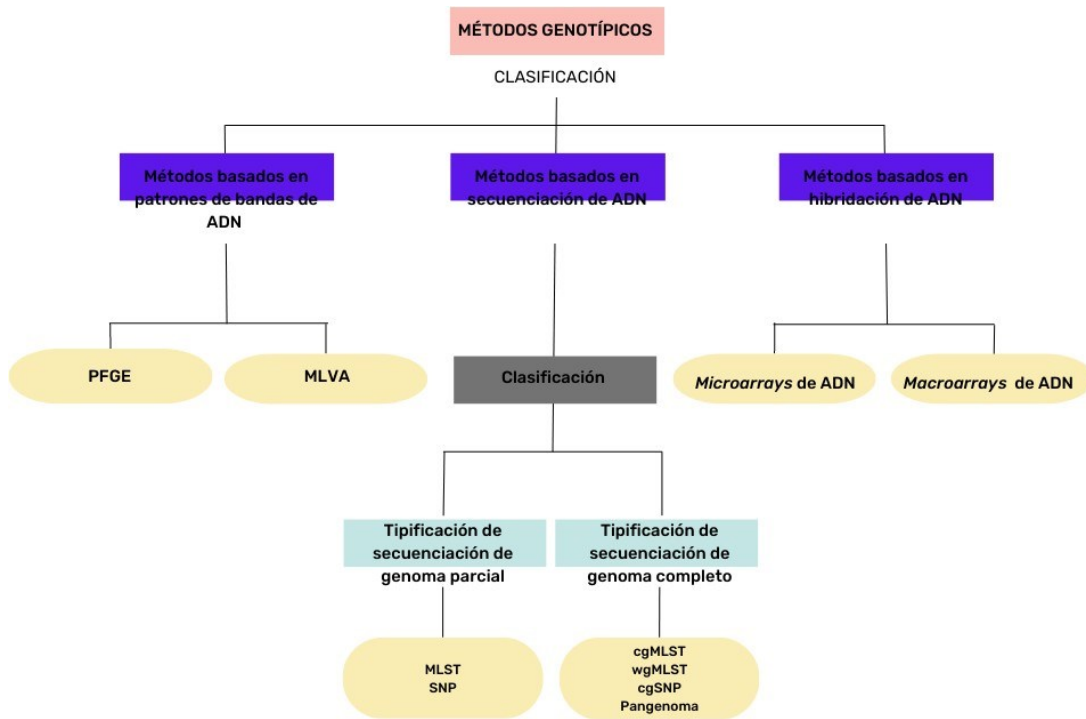 MÉTODOS GENOTÍPICOS
CLASIFICACIÓN
Métodos basados en
patrones de bandas de
ADN
Métodos basados en
secuenciación de ADN
Métodos basados en
hibridación de ADN
PFGE
MLVA
Clasificación
Microarrays de ADN
Macroarrays de ADN
Tipificación de
secuenciación de
genoma parcial
Tipificación de
secuenciación de
genoma completo
MLST
SNP
cgMLST
wgMLST
cgSNP
Pangenoma